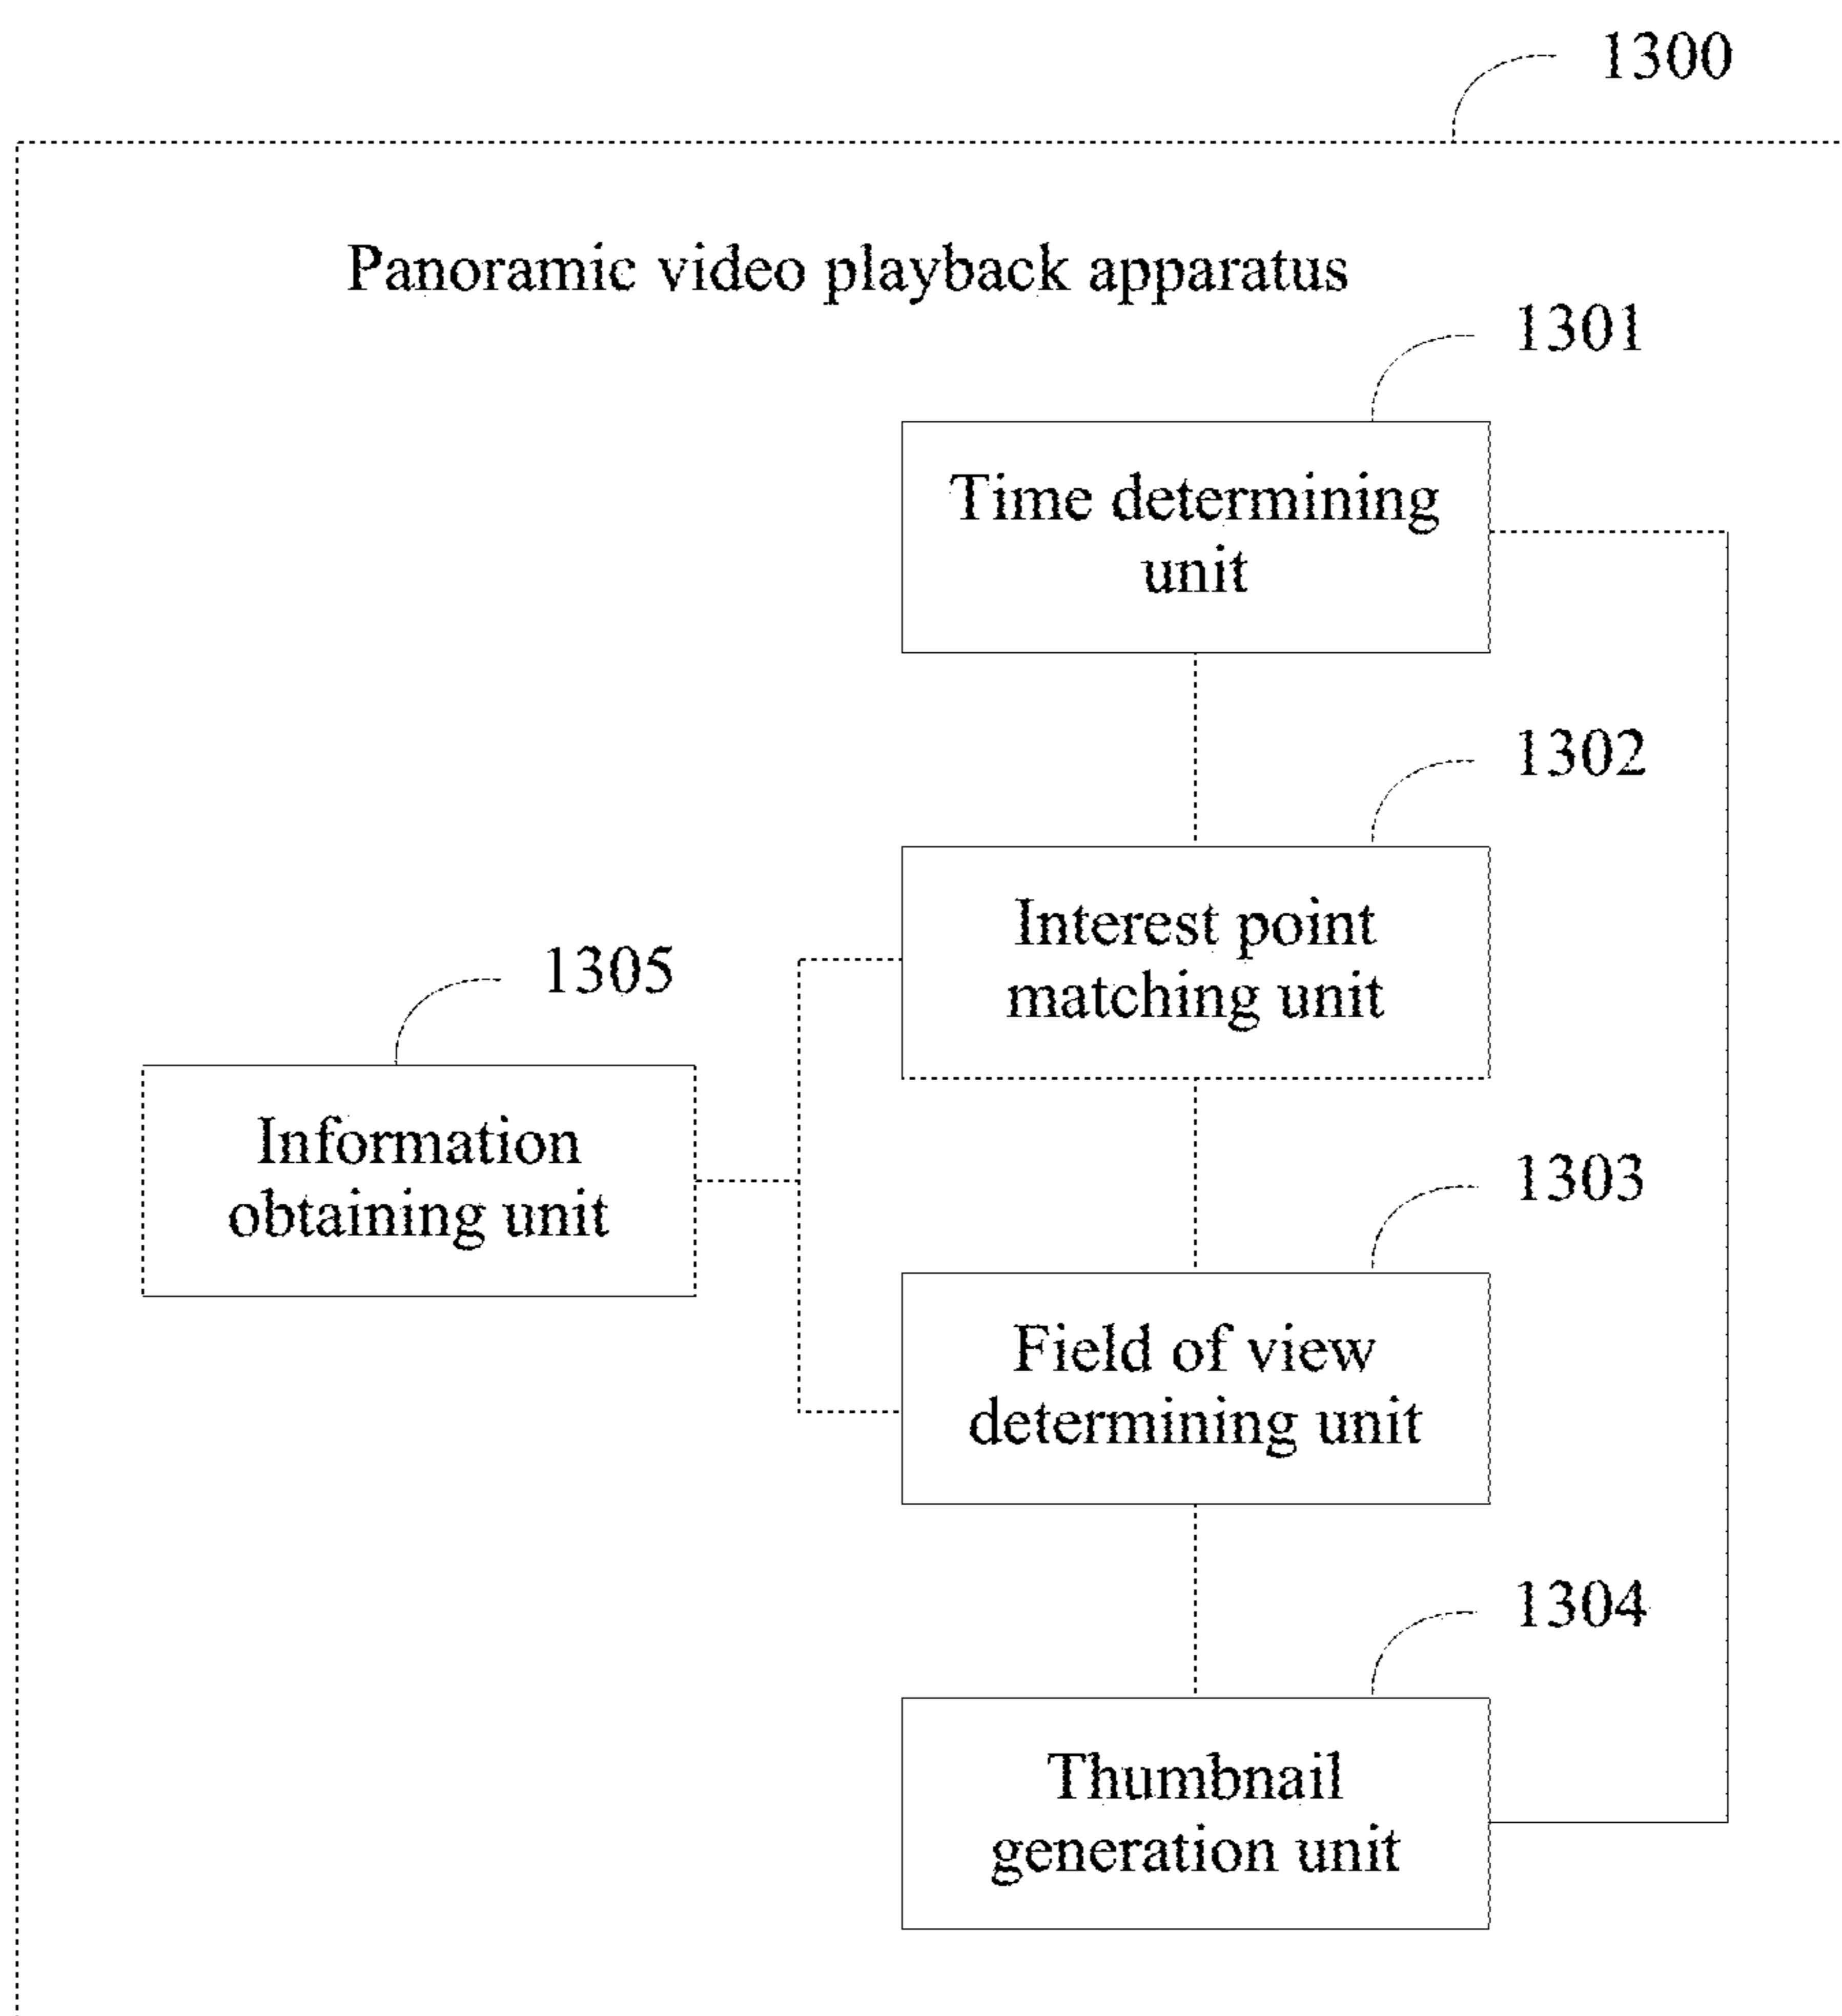 1300
Panoramic video playback apparatus
1301
Time determining
unit
1302
Interest point
matching unit
1305
Information
obtaining unit
1303
Field of view
determining unit
1304
Thumbnail
generation unit